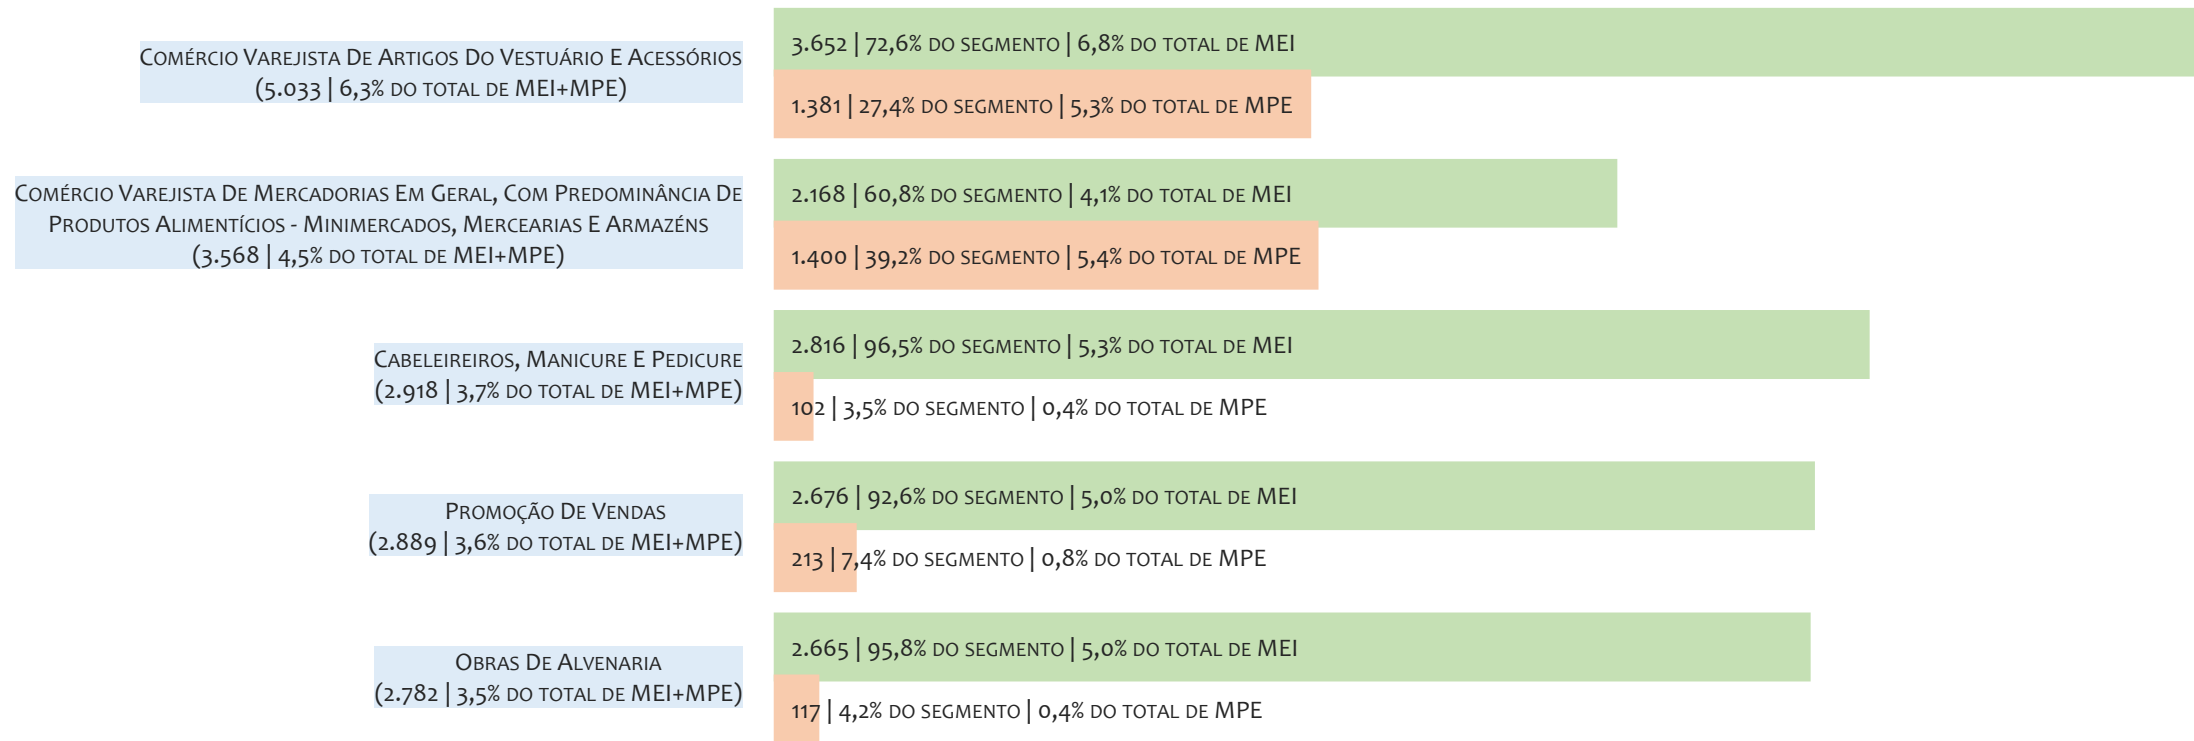 Comércio Varejista De Artigos Do Vestuário E Acessórios
(5.033 | 6,3% do total de MEI+MPE)
3.652 | 72,6% do segmento | 6,8% do total de MEI
1.381 | 27,4% do segmento | 5,3% do total de MPE
Comércio Varejista De Mercadorias Em Geral, Com Predominância De
Produtos Alimentícios - Minimercados, Mercearias E Armazéns
(3.568 | 4,5% do total de MEI+MPE)
2.168 | 60,8% do segmento | 4,1% do total de MEI
1.400 | 39,2% do segmento | 5,4% do total de MPE
Cabeleireiros, Manicure E Pedicure
(2.918 | 3,7% do total de MEI+MPE)
2.816 | 96,5% do segmento | 5,3% do total de MEI
102 | 3,5% do segmento | 0,4% do total de MPE
Promoção De Vendas
(2.889 | 3,6% do total de MEI+MPE)
2.676 | 92,6% do segmento | 5,0% do total de MEI
213 | 7,4% do segmento | 0,8% do total de MPE
Obras De Alvenaria
(2.782 | 3,5% do total de MEI+MPE)
2.665 | 95,8% do segmento | 5,0% do total de MEI
117 | 4,2% do segmento | 0,4% do total de MPE